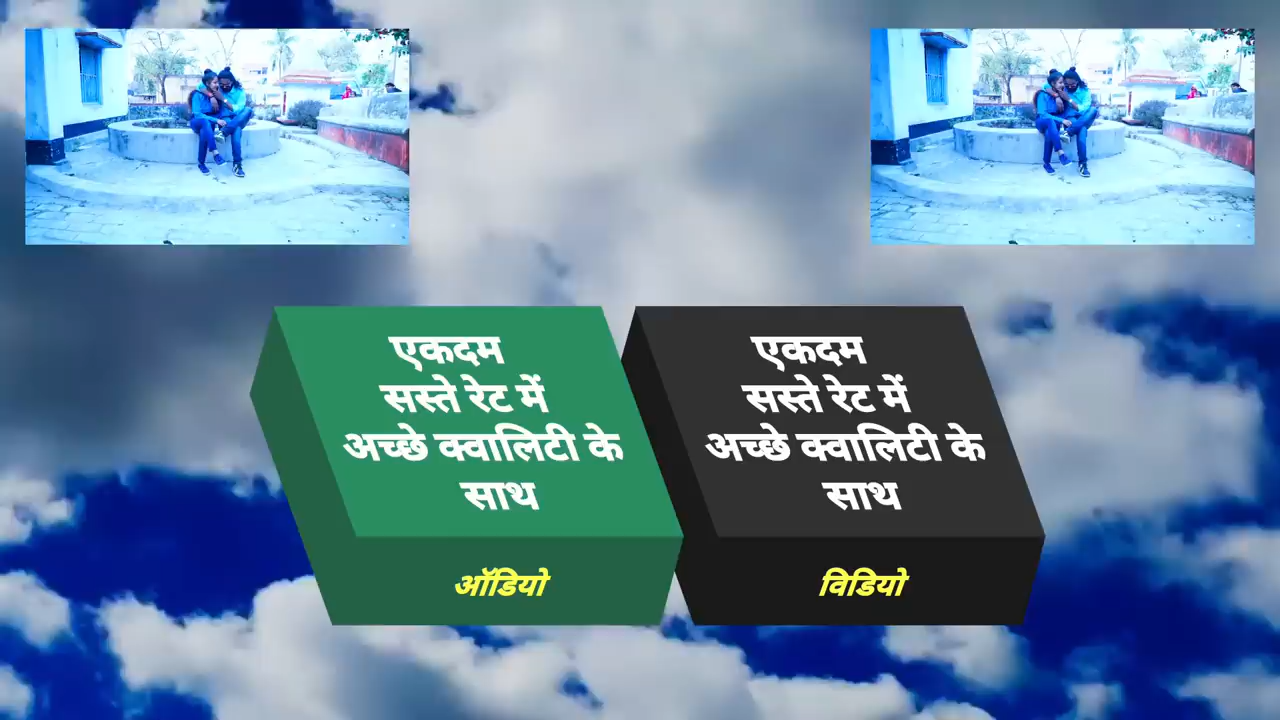 एकदम
सस्ते रेट में
अच्छे क्वालिटी के
साथ
ऑडियो
एकदम
सस्ते रेट में
अच्छे क्वालिटी के
साथ
विडियो